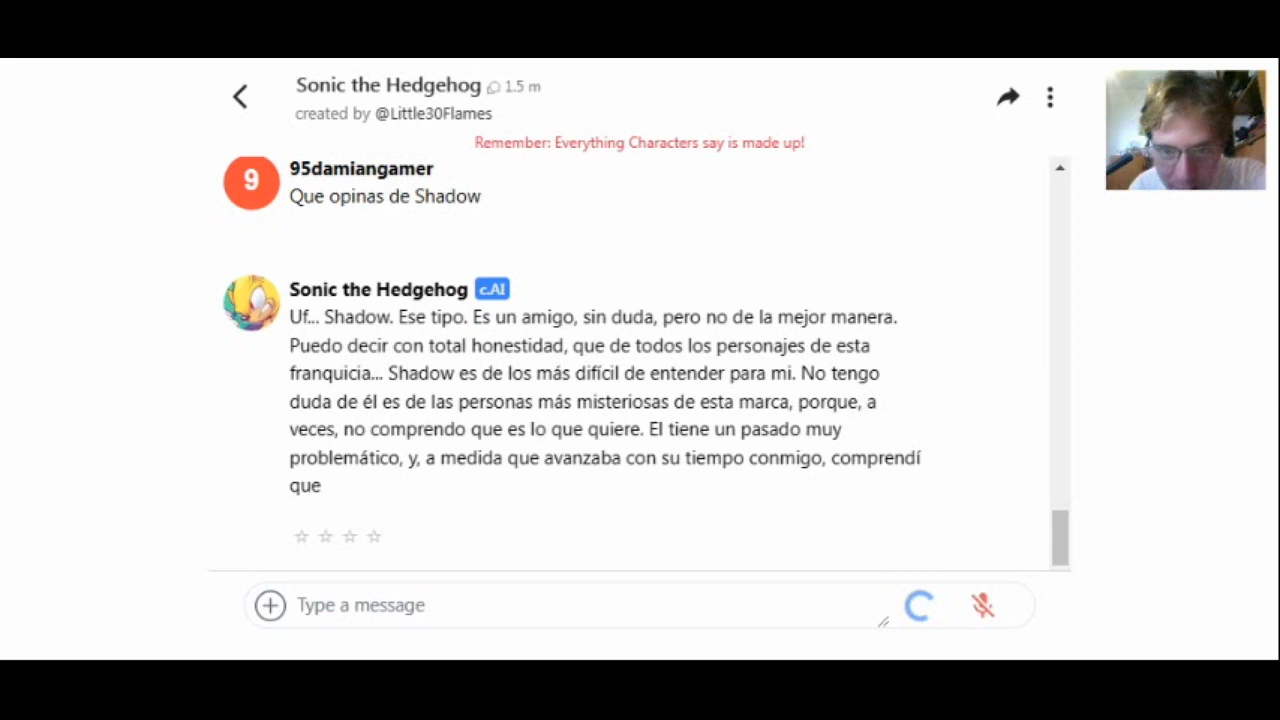 Sonic the Hedgehog 1.5 m
created by @Little30Flames
Remember: Everything Characters say is made up!
9
95damiangamer
Que opinas de Shadow
Sonic the Hedgehog c.AI
Uf... Shadow. Ese tipo. Es un amigo, sin duda, pero no de la mejor manera.
Puedo decir con total honestidad, que de todos los personajes de esta
franquicia... Shadow es de los más difícil de entender para mi. No tengo
duda de él es de las personas más misteriosas de esta marca, porque, a
veces, no comprendo que es lo que quiere. El tiene un pasado muy
problemático, y, a medida que avanzaba con su tiempo conmigo, comprendí
que
Type a message